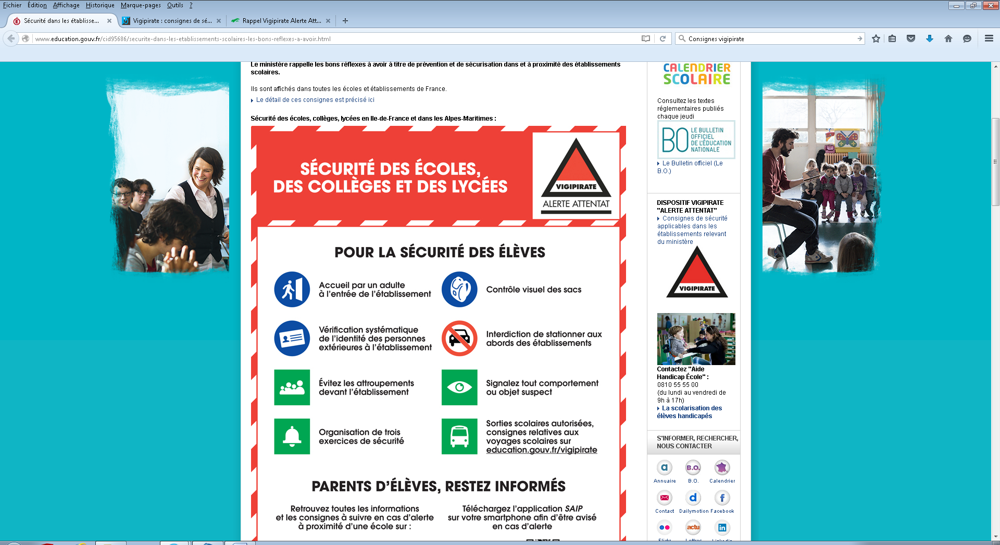 Fichier Édition Affichage Historique Marque-pages Outils ?
Sécurité dans les établisse...
Vigipirate : consignes de sé...
Rappel Vigipirate Alerte Att...
www.education.gouv.fr/cid95686/securite-dans-les-etablissements-scolaires-les-bons-reflexes-a-avoir.html
Consignes vigipirate
Le ministère rappelle les bons réflexes à avoir à titre de prévention et de sécurisation dans et à proximité des établissements
scolaires.
Ils sont affichés dans toutes les écoles et établissements de France.
Le détail de ces consignes est précisé ici
Sécurité des écoles, collèges, lycées en Ile-de-France et dans les Alpes-Maritimes :
SÉCURITÉ DES ÉCOLES,
DES COLLÈGES ET DES LYCÉES
VIGIPIRATE
ALERTE ATTENTAT
POUR LA SÉCURITÉ DES ÉLÈVES
Accueil par un adulte
à l'entrée de l'établissement
Contrôle visuel des sacs
Vérification systématique
de l'identité des personnes
extérieures à l'établissement
Interdiction de stationner aux
abords des établissements
Évitez les attroupements
devant l'établissement
Signalez tout comportement
ou objet suspect
Organisation de trois
exercices de sécurité
Sorties scolaires autorisées,
consignes relatives aux
voyages scolaires sur
education.gouv.fr/vigipirate
PARENTS D'ÉLÈVES, RESTEZ INFORMÉS
Retrouvez toutes les informations
et les consignes à suivre en cas d'alerte
à proximité d'une école sur :
Téléchargez l'application SAIP
sur votre smartphone afin d'être avisé
en cas d'alerte
CALENDRIER
SCOLAIRE
Consultez les textes
réglementaires publiés
chaque jeudi
BO LE BULLETIN
OFFICIEL
DE L'ÉDUCATION
NATIONALE
Le Bulletin officiel (Le
B.O.)
DISPOSITIF VIGIPIRATE
"ALERTE ATTENTAT"
Consignes de sécurité
applicables dans les
établissements relevant
du ministère
VIGIPIRATE
Contactez "Aide
Handicap École" :
0810 55 55 00
(du lundi au vendredi de
9h à 17h)
La scolarisation des
élèves handicapés
S'INFORMER, RECHERCHER,
NOUS CONTACTER
a B.O.
Annuaire B.O. Calendrier
d f
Contact Dailymotion Facebook
actu in
Flickr Lettres Linkedin